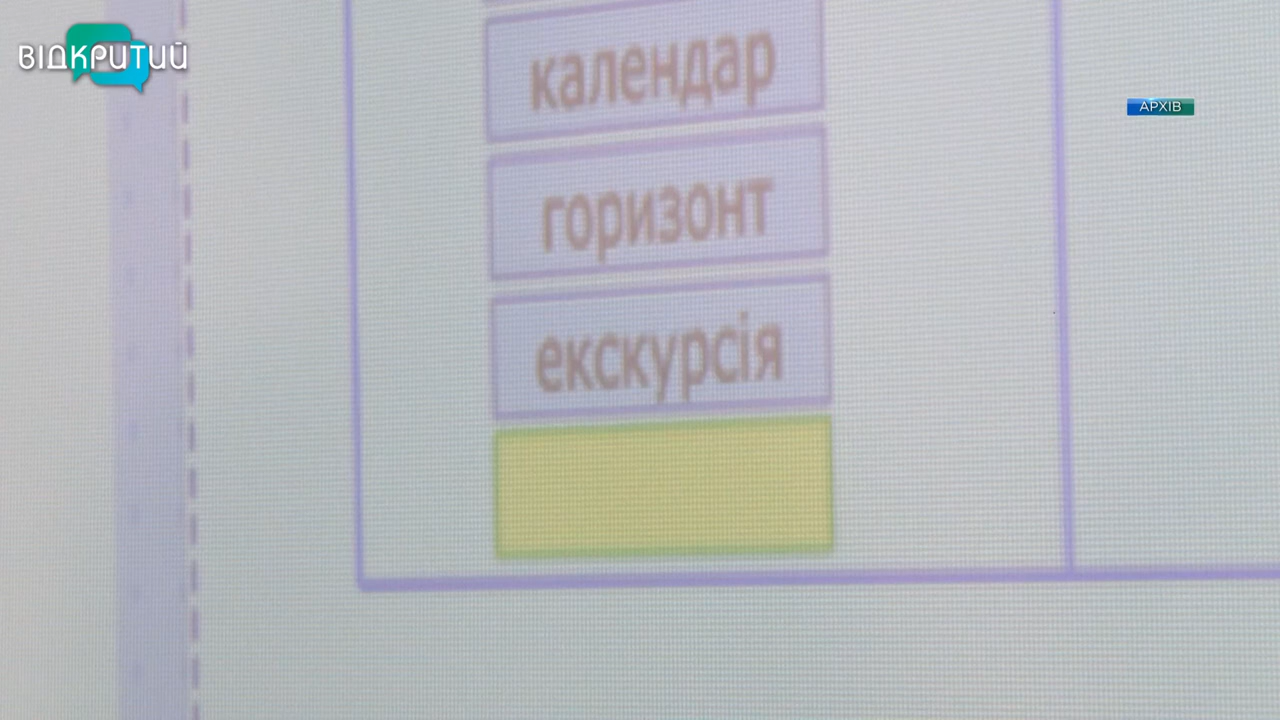 ВІДКРИТИЙ
АРХІВ
календар
горизонт
екскурсія